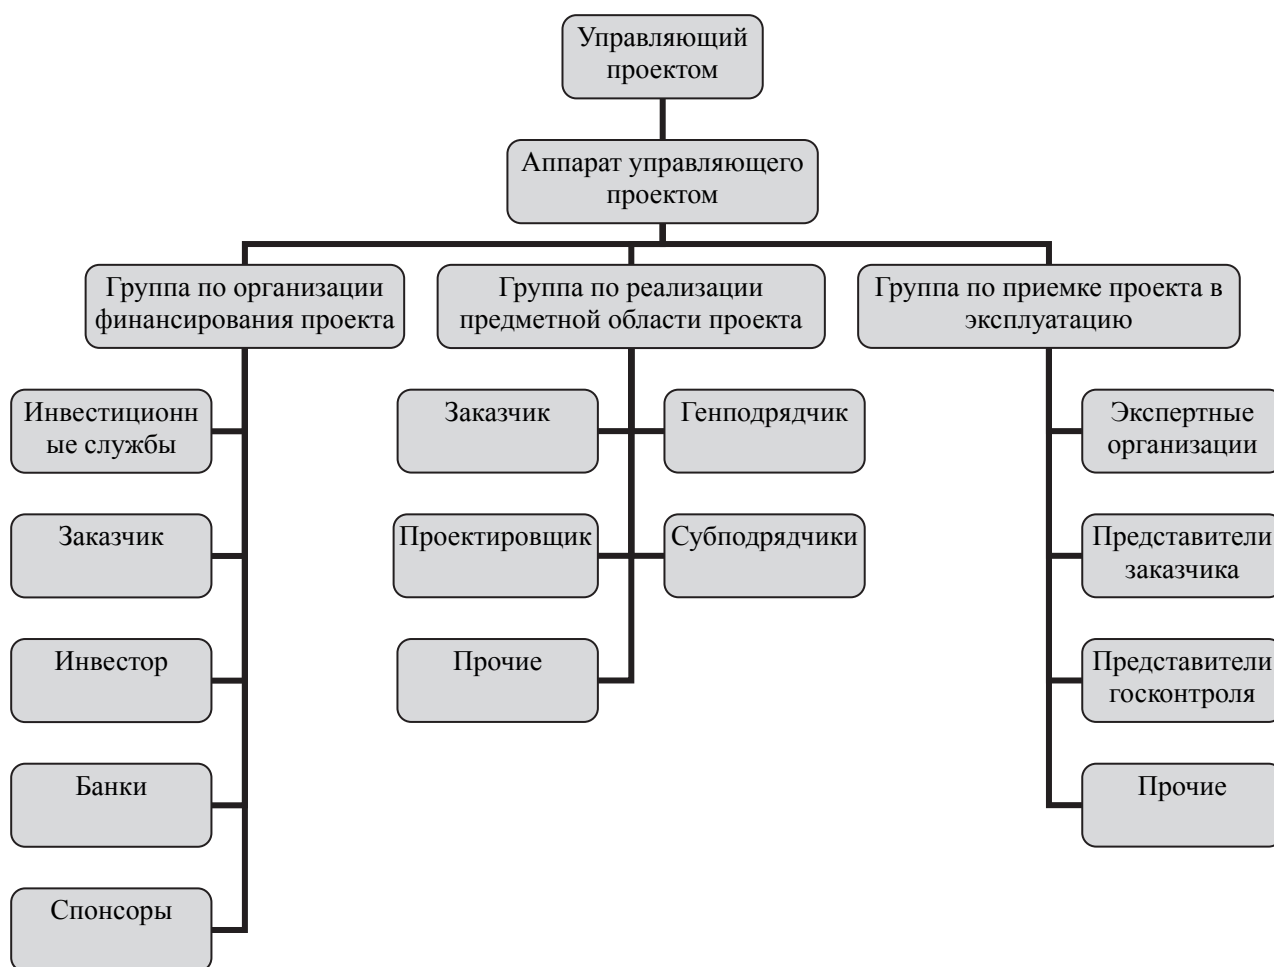 Управляющий
проектом
Аппарат управляющего
проектом
Группа по организации
финансирования проекта
Группа по реализации
предметной области проекта
Группа по приемке проекта в
эксплуатацию
Инвестиционн
ые службы
Заказчик
Инвестор
Банки
Спонсоры
Заказчик
Генподрядчик
Проектировщик
Субподрядчики
Прочие
Экспертные
организации
Представители
заказчика
Представители
госконтроля
Прочие